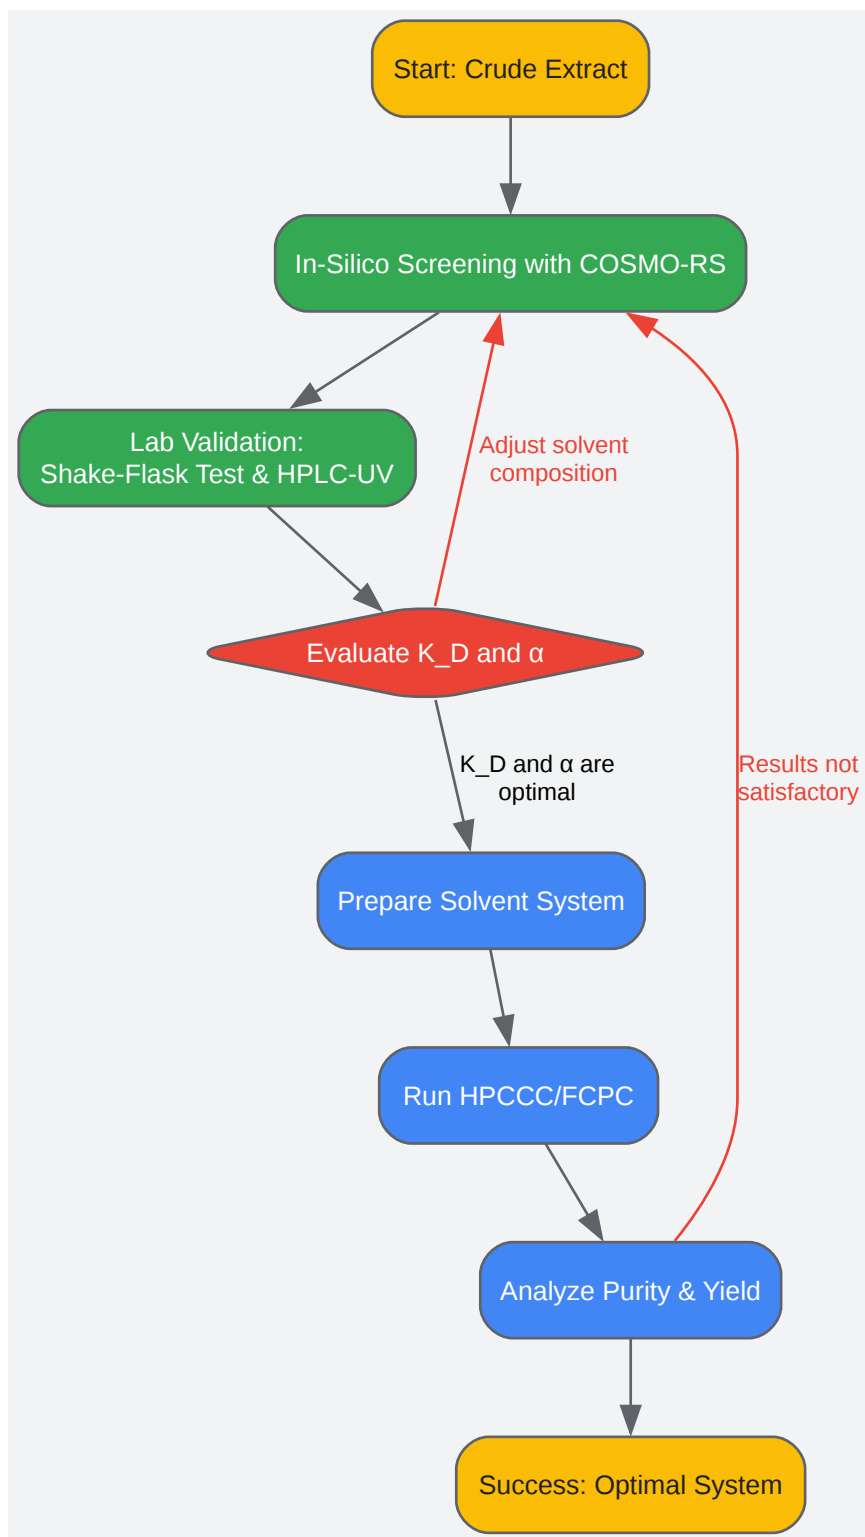 Start: Crude Extract
In-Silico Screening with COSMO-RS
Lab Validation:
Shake-Flask Test & HPLC-UV
Adjust solvent
composition
Evaluate K_D and α
K_D and α are
optimal
Results not
satisfactory
Prepare Solvent System
Run HPCCC/FCPC
Analyze Purity & Yield
Success: Optimal System